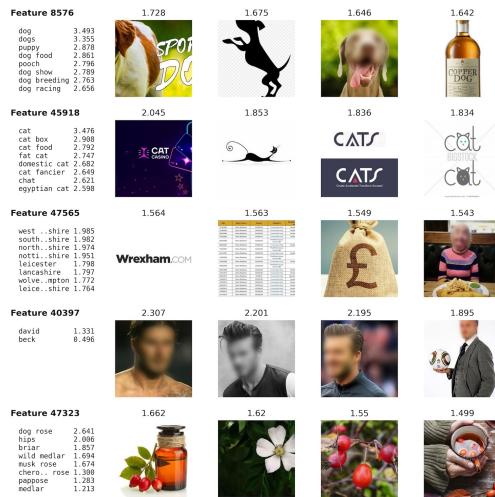 Feature 8576
dog 3.493
dogs 3.355
puppy 2.878
dog food 2.861
pooch 2.796
dog show 2.789
dog breeding 2.763
dog racing 2.656
1.728
SPOR
DO
1.675
1.646
1.642
COPPER
DOG
Feature 45918
cat 3.476
cat box 2.908
cat food 2.792
fat cat 2.747
domestic cat 2.682
cat fancier 2.649
chat 2.621
egyptian cat 2.598
2.045
CAT
CASINO
1.853
1.836
CATS
CATS
1.834
cat
BIGSTOCK
cat
Feature 47565
west ..shire 1.985
south..shire 1.982
north..shire 1.974
notti..shire 1.951
leicester 1.798
lancashire 1.797
wolve..mpton 1.772
leice..shire 1.764
1.564
Wrexham.COM
1.563
1.549
£
1.543
Feature 40397
david 1.331
beck 0.496
2.307
2.201
2.195
1.895
Feature 47323
dog rose 2.641
hips 2.006
briar 1.857
wild medlar 1.694
musk rose 1.674
chero.. rose 1.300
pappose 1.283
medlar 1.213
1.662
1.62
1.55
1.499